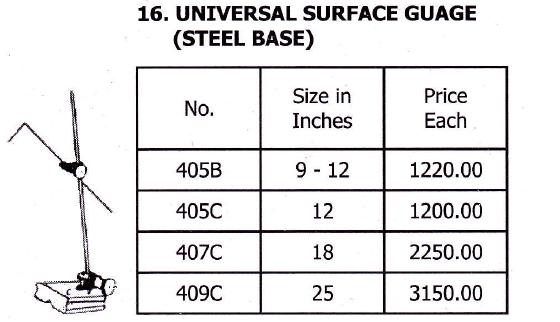 16. UNIVERSAL SURFACE GUAGE
(STEEL BASE)
No. Size in Inches Price Each
405B 9 - 12 1220.00
405C 12 1200.00
407C 18 2250.00
409C 25 3150.00